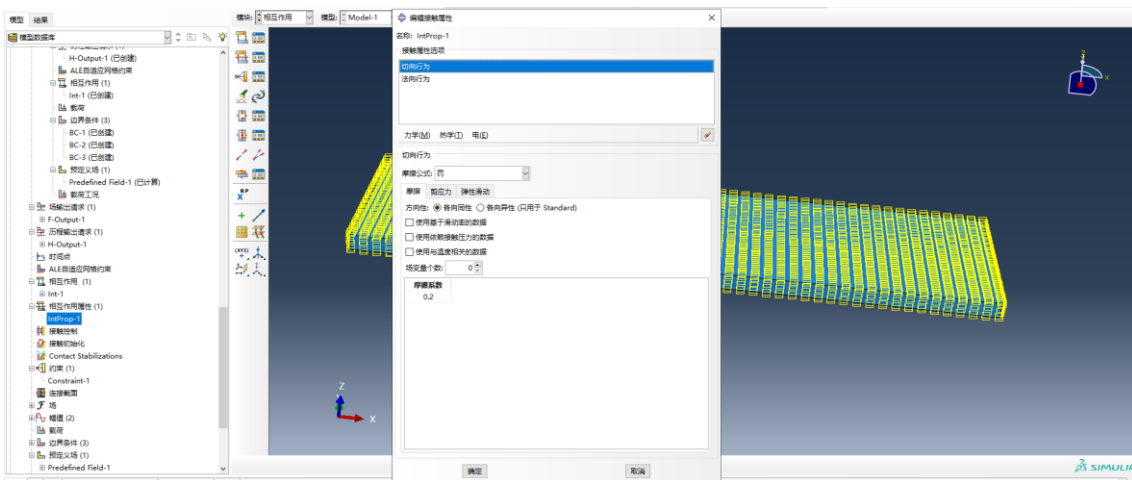 模型 结果
模型数据库
H-Output-1 (已创建)
ALE自适应网格约束
相互作用 (1)
Int-1 (已创建)
载荷
边界条件 (3)
BC-1 (已创建)
BC-2 (已创建)
BC-3 (已创建)
预定义场 (1)
Predefined Field-1 (已计算)
载荷工况
场输出请求 (1)
F-Output-1
历程输出请求 (1)
H-Output-1
时间点
ALE自适应网格约束
相互作用 (1)
Int-1
相互作用属性 (1)
IntProp-1
接触控制
接触初始化
Contact Stabilizations
约束 (1)
Constraint-1
连接截面
场
幅值 (2)
载荷
边界条件 (3)
预定义场 (1)
Predefined Field-1
模块: 相互作用 模型: Model-1
RP
(XYZ)
编辑接触属性
名称: IntProp-1
接触属性选项
切向行为
法向行为
力学(M) 热学(T) 电(E)
切向行为
摩擦公式: 罚
摩擦 剪应力 弹性滑动
方向性: 各向同性 各向异性 (只用于 Standard)
使用基于滑动率的数据
使用依赖接触压力的数据
使用与温度相关的数据
场变量个数: 0
摩擦系数
0.2
确定 取消
Z
X
SIMULIA